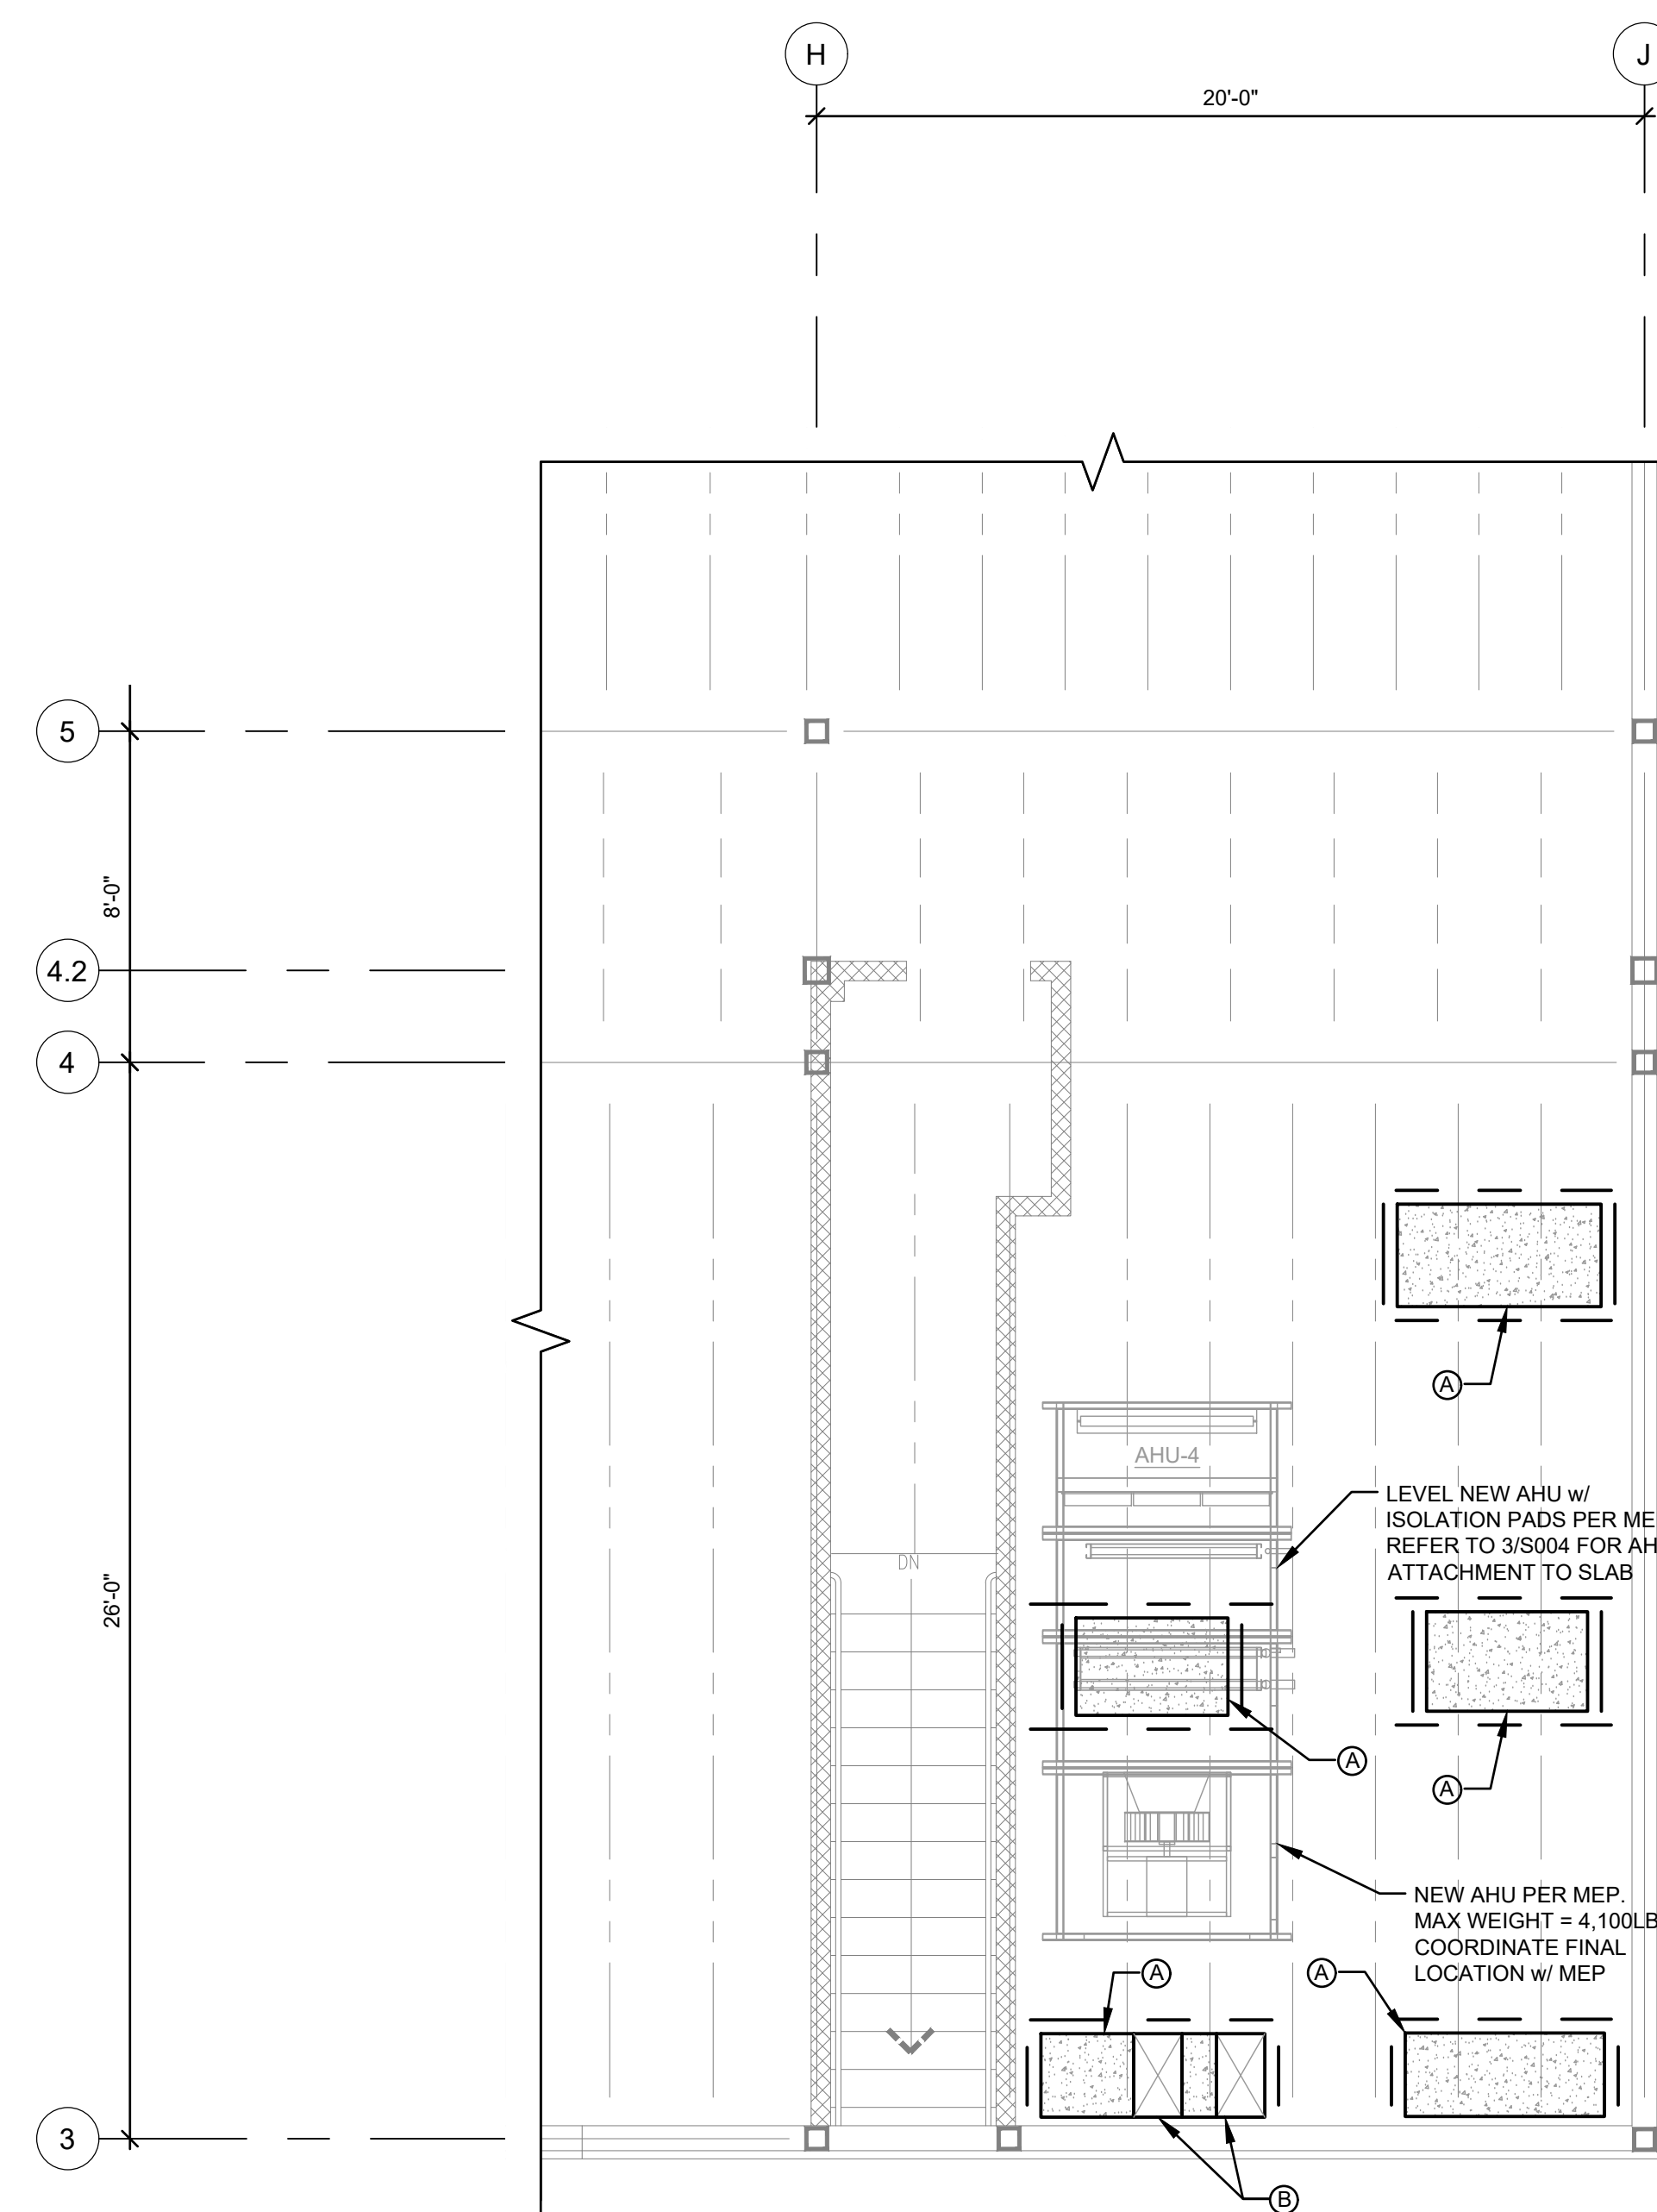 H
J
20'-0"
5
8'-0"
4.2
4
A
AHU-4
LEVEL NEW AHU w/
ISOLATION PADS PER
REFER TO 3/S004 FOR
ATTACHMENT TO SLAB
DN
26'-0"
A
A
NEW AHU PER MEP.
MAX WEIGHT = 4,100LB
COORDINATE FINAL
LOCATION w/ MEP
A
A
3
B